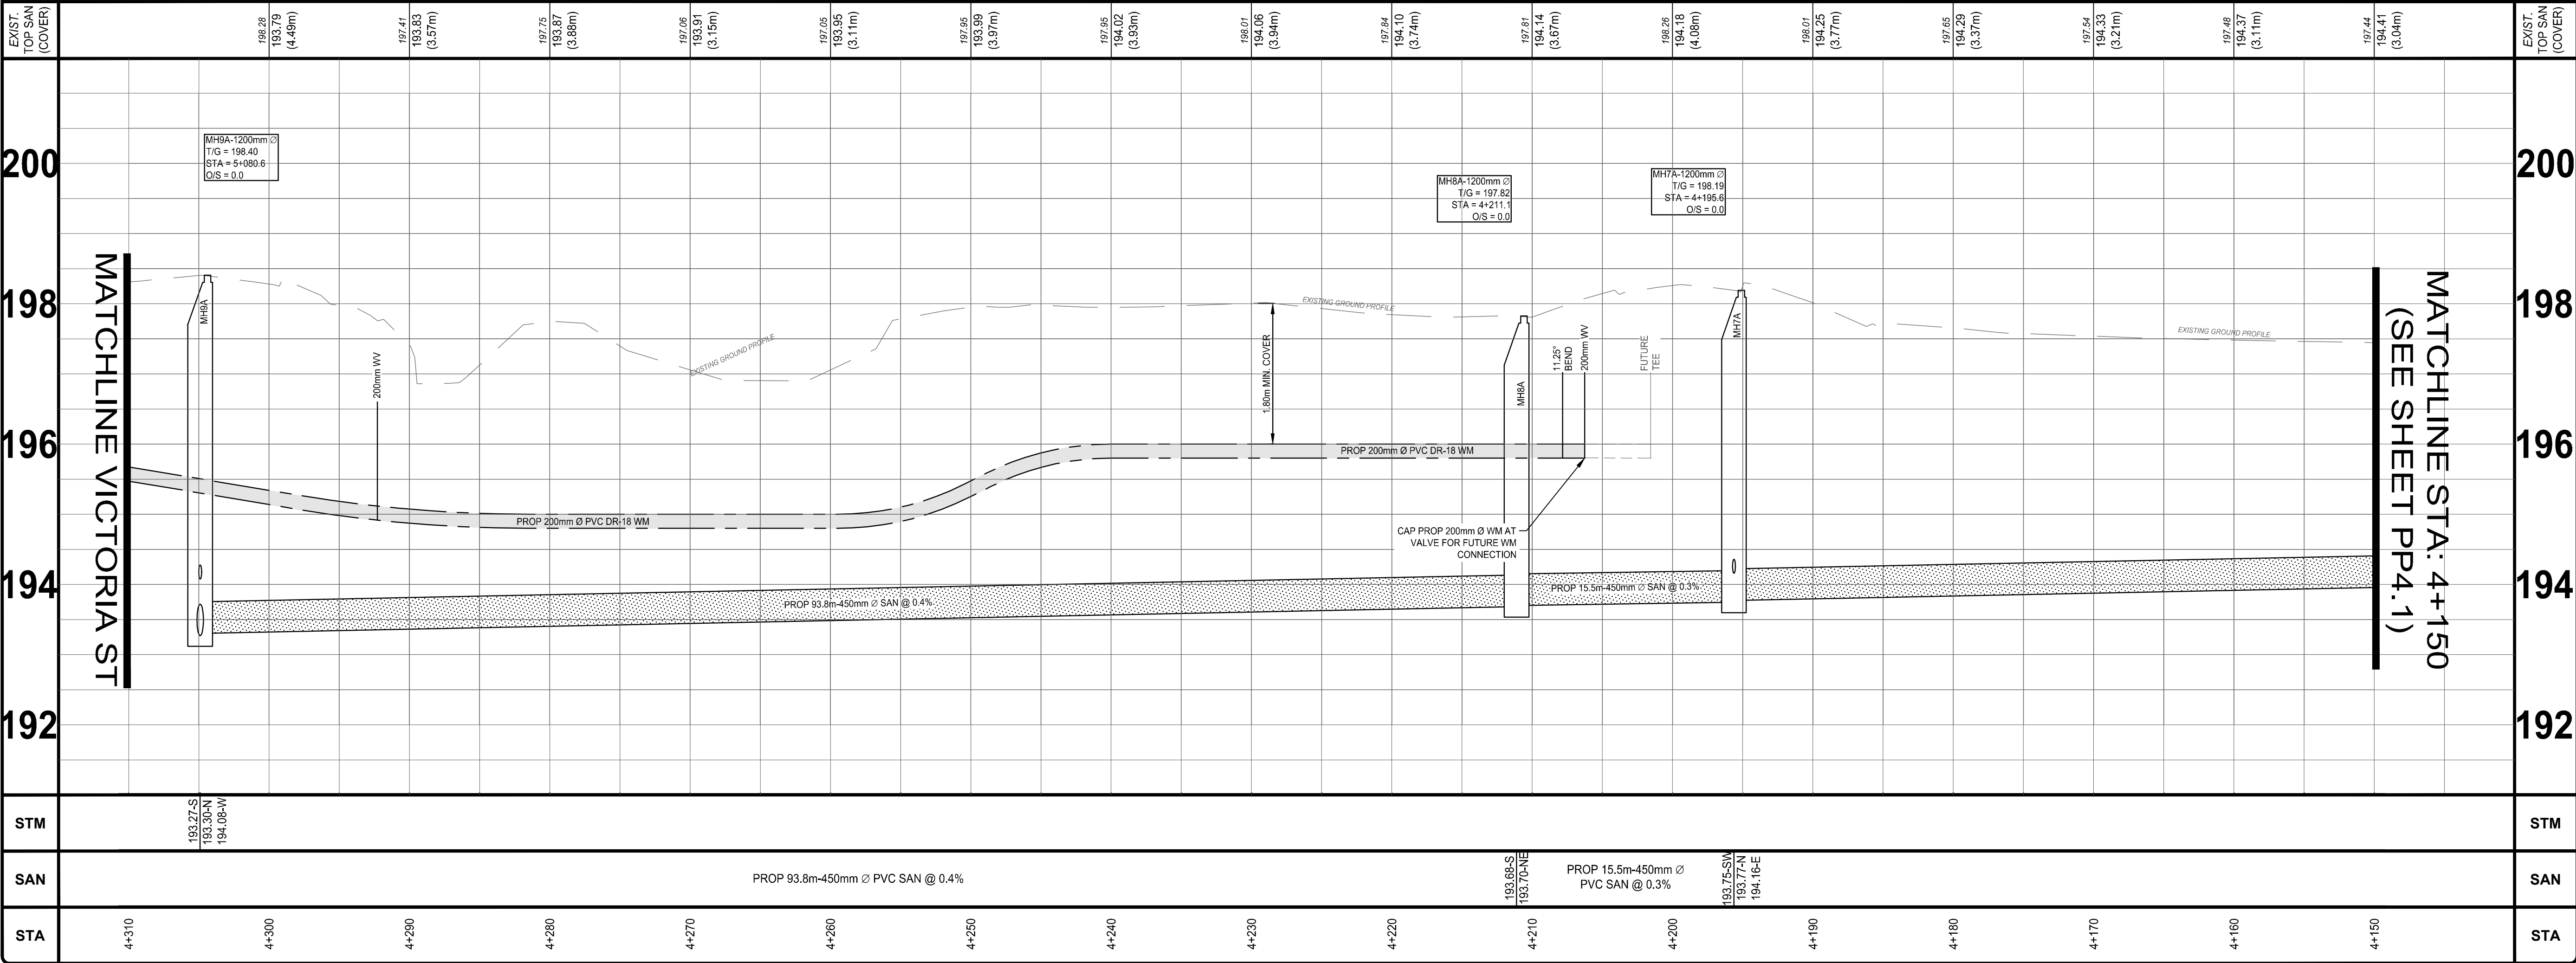 EXIST.
TOP SAN
(COVER)
198.28
193.79
(4.49m)
197.41
193.83
(3.57m)
197.75
193.87
(3.88m)
197.06
193.91
(3.15m)
197.05
193.95
(3.11m)
197.95
193.99
(3.97m)
197.95
194.02
(3.93m)
198.01
194.06
(3.94m)
197.84
194.10
(3.74m)
197.81
194.14
(3.67m)
198.26
194.18
(4.08m)
198.01
194.25
(3.77m)
197.65
194.29
(3.37m)
197.54
194.33
(3.21m)
197.48
194.37
(3.11m)
197.44
194.41
(3.04m)
EXIST.
TOP SAN
(COVER)
200
198
196
194
192
MATCHLINE VICTORIA ST
MH9A-1200mm Ø
T/G = 198.40
STA = 5+080.6
O/S = 0.0
MH9A
200mm WV
EXISTING GROUND PROFILE
PROP 200mm Ø PVC DR-18 WM
PROP 93.8m-450mm Ø SAN @ 0.4%
1.80m MIN. COVER
EXISTING GROUND PROFILE
PROP 200mm Ø PVC DR-18 WM
MH8A-1200mm Ø
T/G = 197.82
STA = 4+211.1
O/S = 0.0
MH8A
CAP PROP 200mm Ø WM AT
VALVE FOR FUTURE WM
CONNECTION
11.25°
BEND
200mm WV
FUTURE
TEE
PROP 15.5m-450mm Ø SAN @ 0.3%
MH7A-1200mm Ø
T/G = 198.19
STA = 4+195.6
O/S = 0.0
MH7A
EXISTING GROUND PROFILE
MATCHLINE STA: 4+150
(SEE SHEET PP4.1)
200
198
196
194
192
STM
193.27-S
193.30-N
194.08-W
STM
SAN
PROP 93.8m-450mm Ø PVC SAN @ 0.4%
193.68-S
193.70-NE
PROP 15.5m-450mm Ø
PVC SAN @ 0.3%
193.75-SW
193.77-N
194.16-E
SAN
STA
4+310
4+300
4+290
4+280
4+270
4+260
4+250
4+240
4+230
4+220
4+210
4+200
4+190
4+180
4+170
4+160
4+150
STA